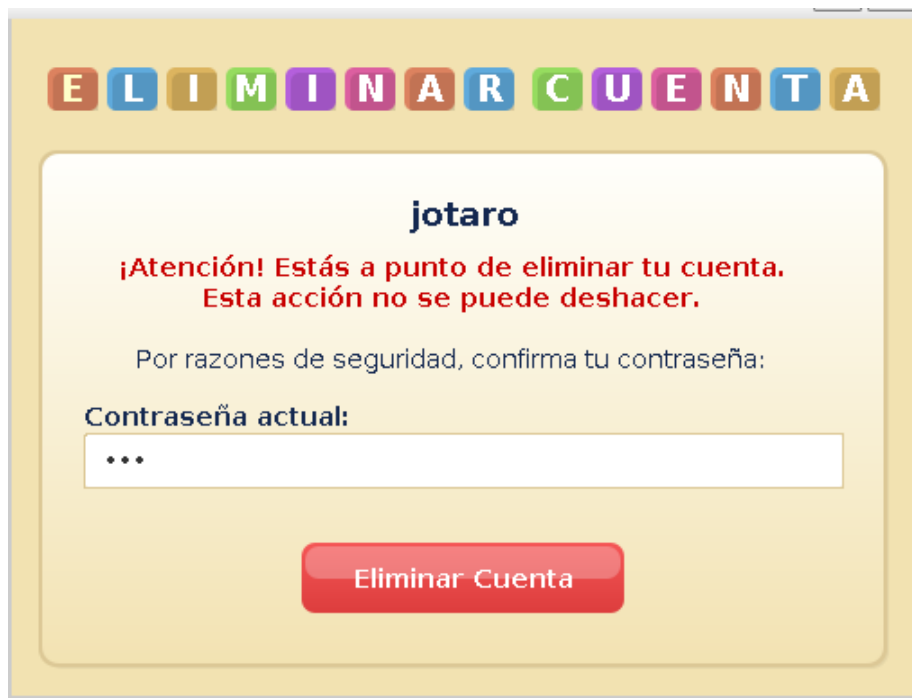 ELIMINAR CUENTA
jotaro
¡Atención! Estás a punto de eliminar tu cuenta.
Esta acción no se puede deshacer.
Por razones de seguridad, confirma tu contraseña:
Contraseña actual:
•••
Eliminar Cuenta